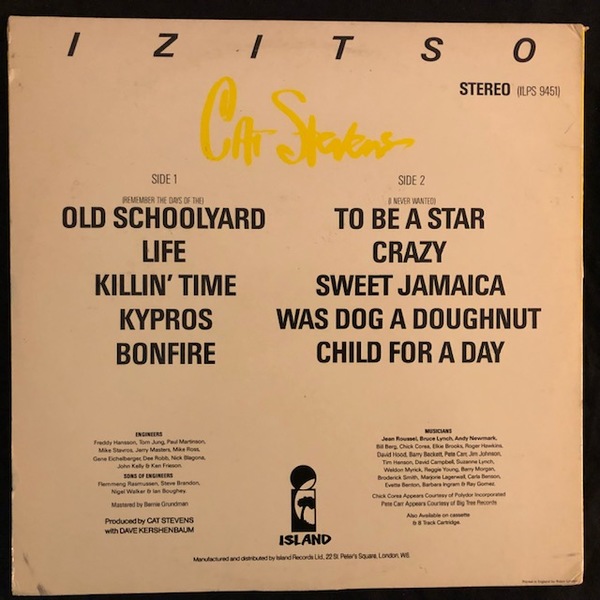 IZITSO
STEREO (ILPS 9451)
Cat Stevens
SIDE 1
(REMEMBER THE DAYS OF THE)
OLD SCHOOLYARD
LIFE
KILLIN' TIME
KYPROS
BONFIRE
SIDE 2
(I NEVER WANTED)
TO BE A STAR
CRAZY
SWEET JAMAICA
WAS DOG A DOUGHNUT
CHILD FOR A DAY
ENGINEERS
Freddy Hansson, Tom Jung, Paul Martinson,
Mike Stavros, Jerry Masters, Mike Ross,
Gene Eichelberger, Dee Robb, Nick Blagona,
John Kelly & Ken Friesen.
SONS OF ENGINEERS
Flemming Rasmussen, Steve Brandon,
Nigel Walker & Ian Boughey.
Mastered by Bernie Grundman
Produced by CAT STEVENS
with DAVE KERSHENBAUM
MUSICIANS
Jean Roussel, Bruce Lynch, Andy Newmark,
Bill Berg, Chick Corea, Elkie Brooks, Roger Hawkins,
David Hood, Barry Beckett, Pete Carr, Jim Johnson,
Tim Henson, David Campbell, Suzanne Lynch,
Weldon Myrick, Reggie Young, Barry Morgan,
Broderick Smith, Marjorie Lagerwall, Carla Benson,
Evette Benton, Barbara Ingram & Ray Gomez.
Chick Corea Appears Courtesy of Polydor Incorporated
Pete Carr Appears Courtesy of Big Tree Records
Also Available on cassette
& 8 Track Cartridge.
ISLAND
Manufactured and distributed by Island Records Ltd., 22 St. Peter's Square, London, W6.